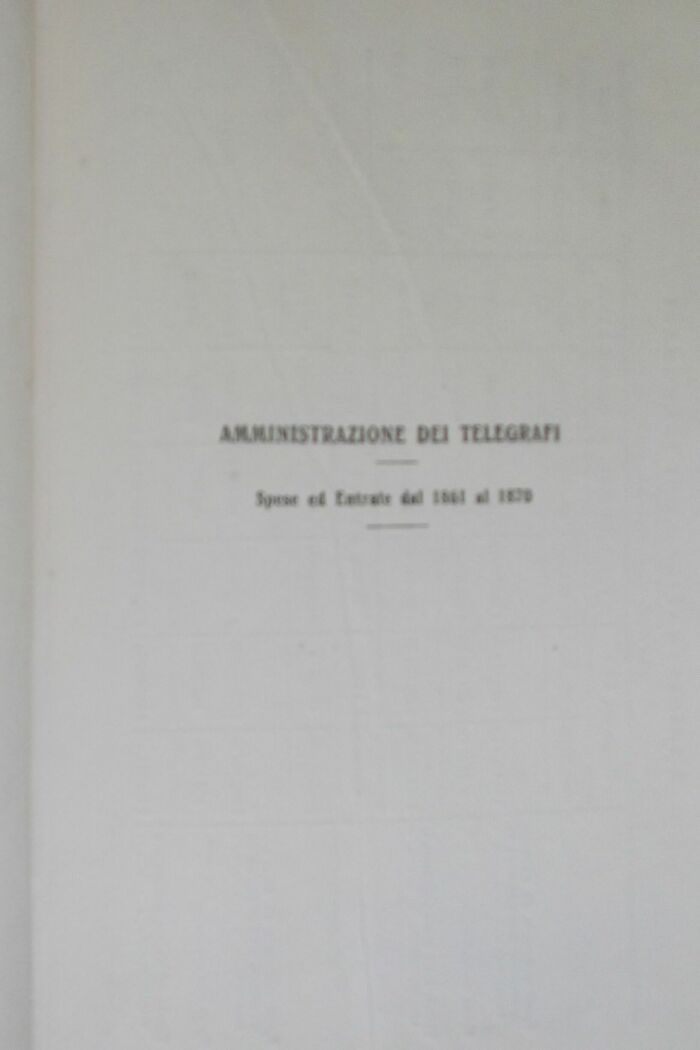 AMMINISTRAZIONE DEI TELEGRAFI
Spese ed Entrate dal 1861 al 1870